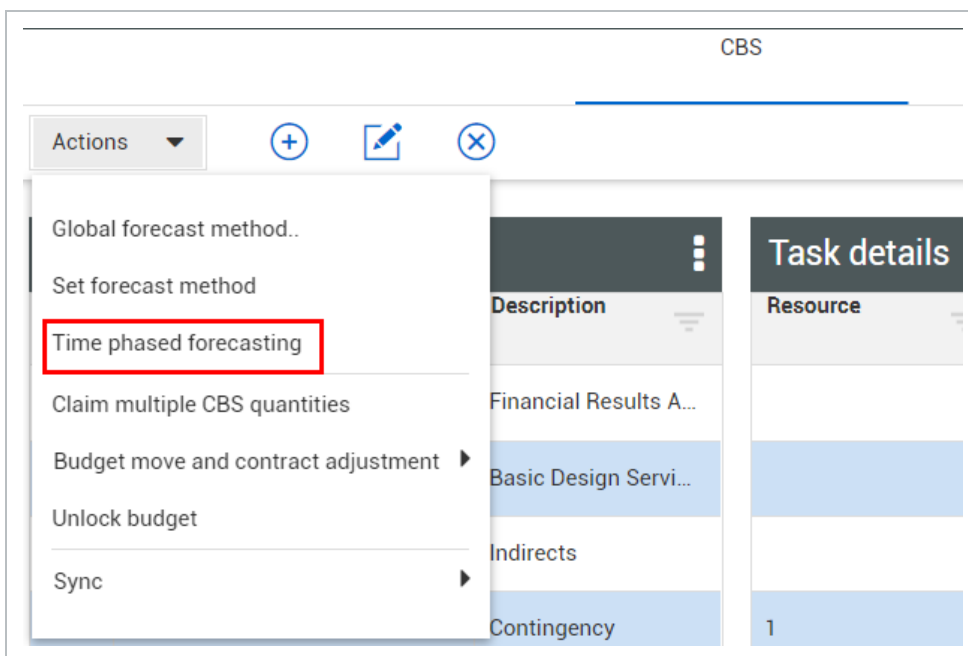 CBS
Actions
Global forecast method..
Set forecast method
Time phased forecasting
Claim multiple CBS quantities
Budget move and contract adjustment
Unlock budget
Sync
Description
Financial Results A...
Basic Design Servi...
Indirects
Contingency
Task details
Resource
1